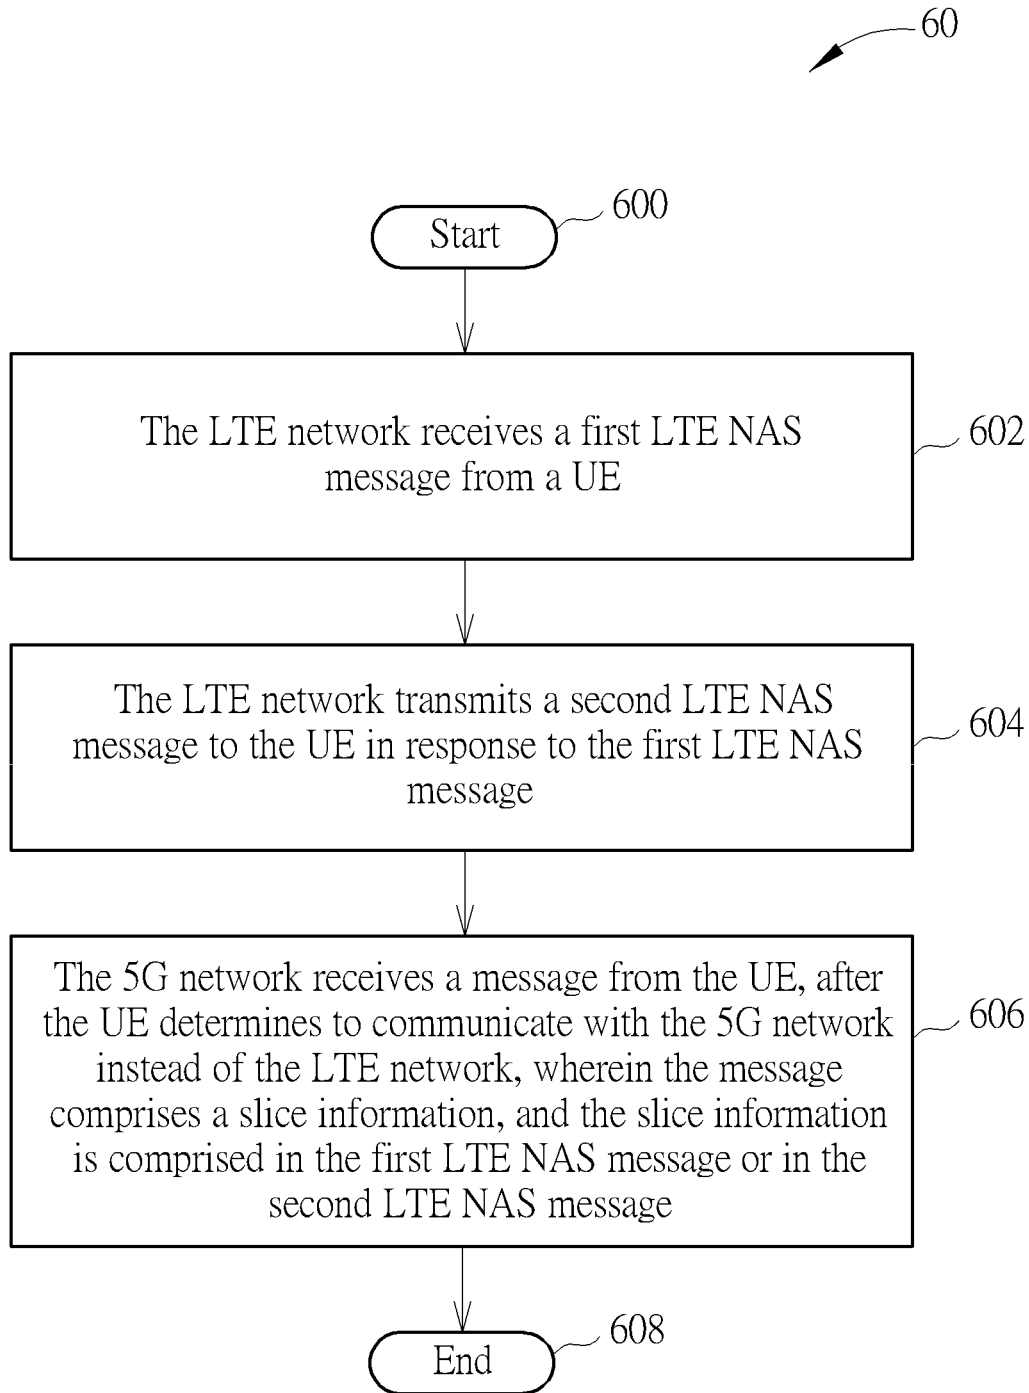 60
Start
600
The LTE network receives a first LTE NAS
message from a UE
602
The LTE network transmits a second LTE NAS
message to the UE in response to the first LTE NAS
message
604
The 5G network receives a message from the UE, after
the UE determines to communicate with the 5G network
instead of the LTE network, wherein the message
comprises a slice information, and the slice information
is comprised in the first LTE NAS message or in the
second LTE NAS message
606
End
608